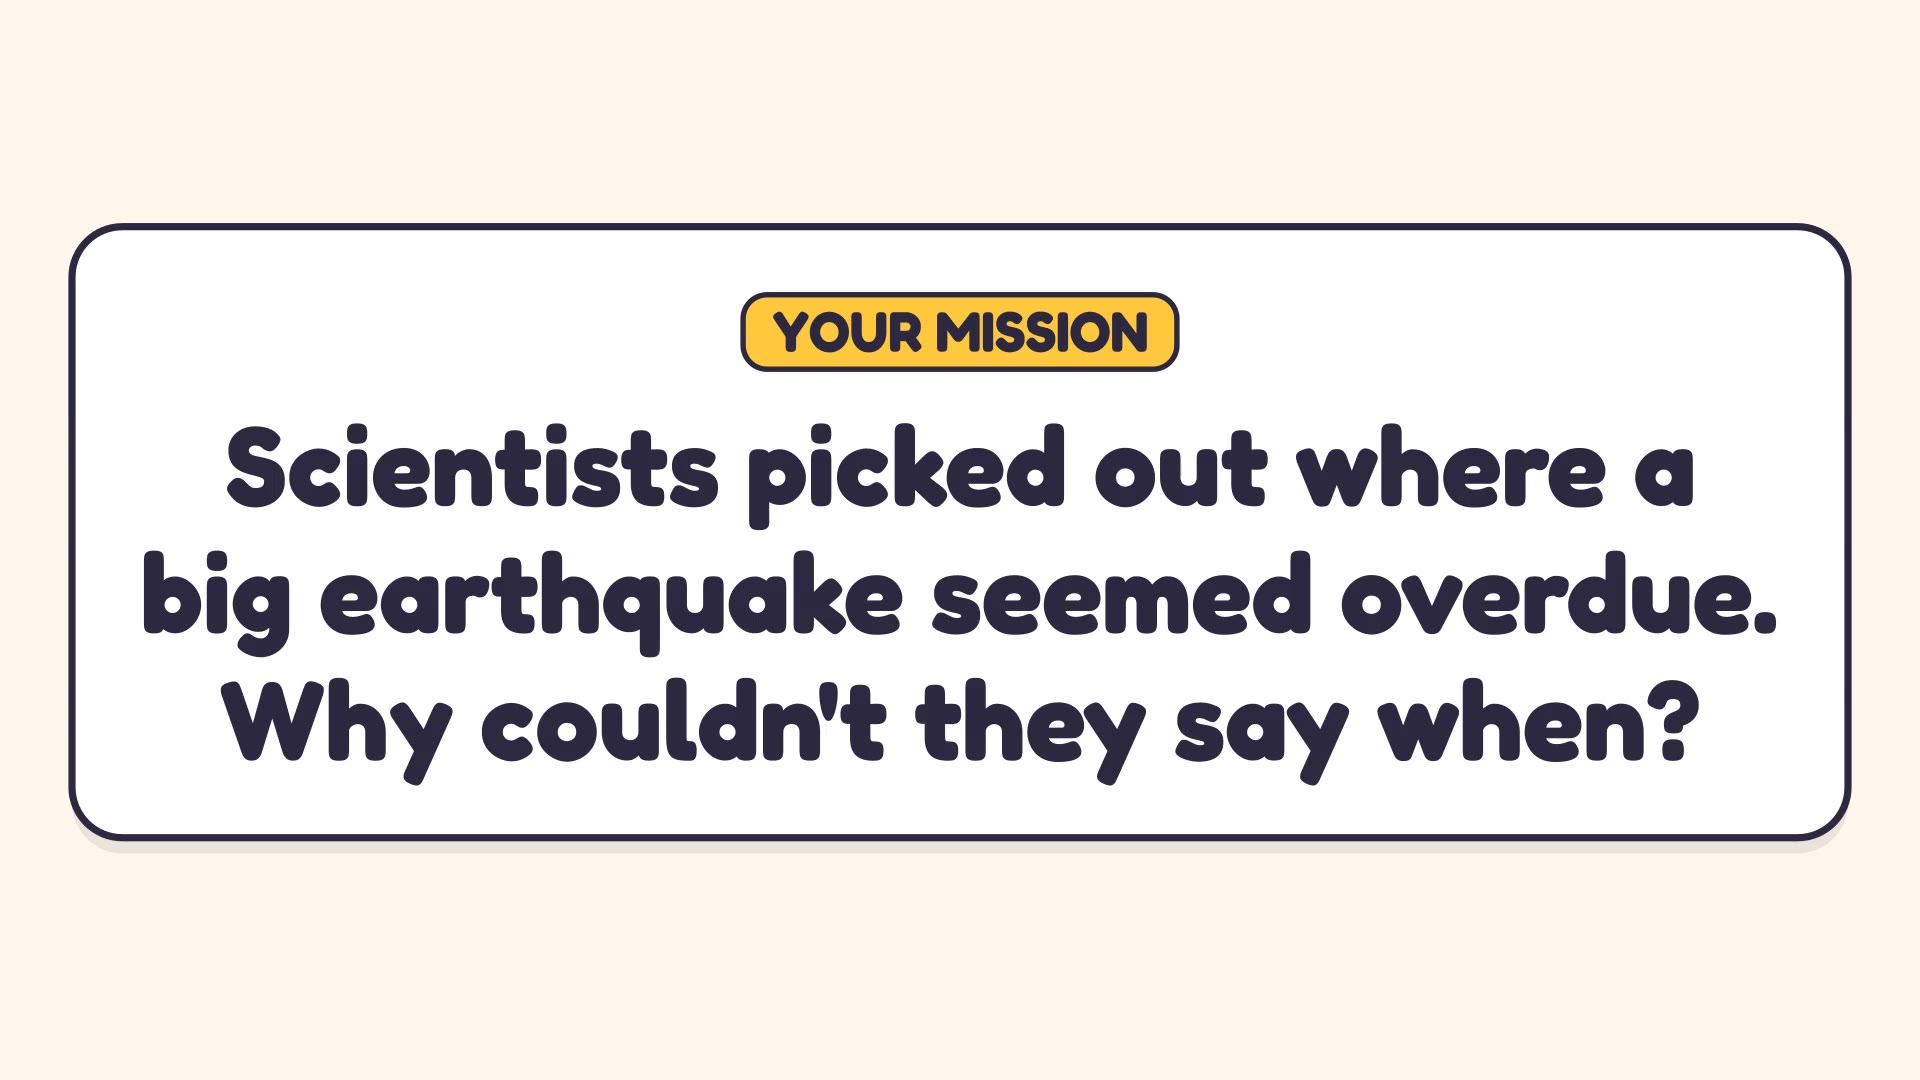 YOUR MISSION
Scientists picked out where a
big earthquake seemed overdue.
Why couldn't they say when?